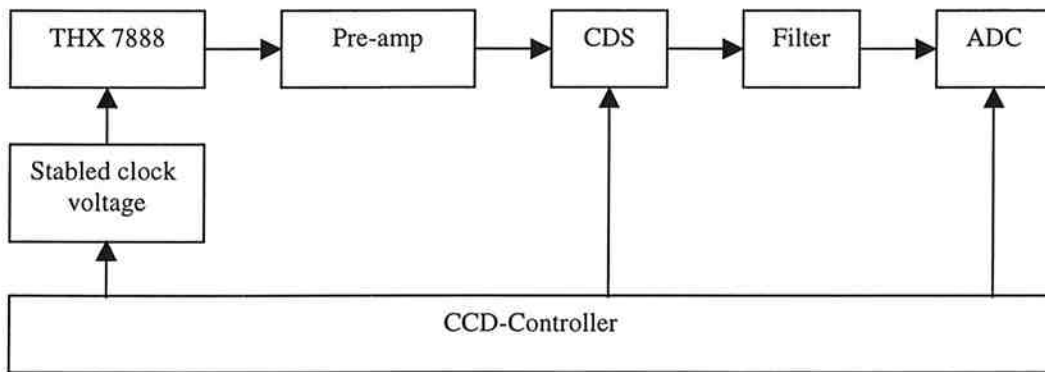 THX 7888
Pre-amp
CDS
Filter
ADC
Stabled clock
voltage
CCD-Controller